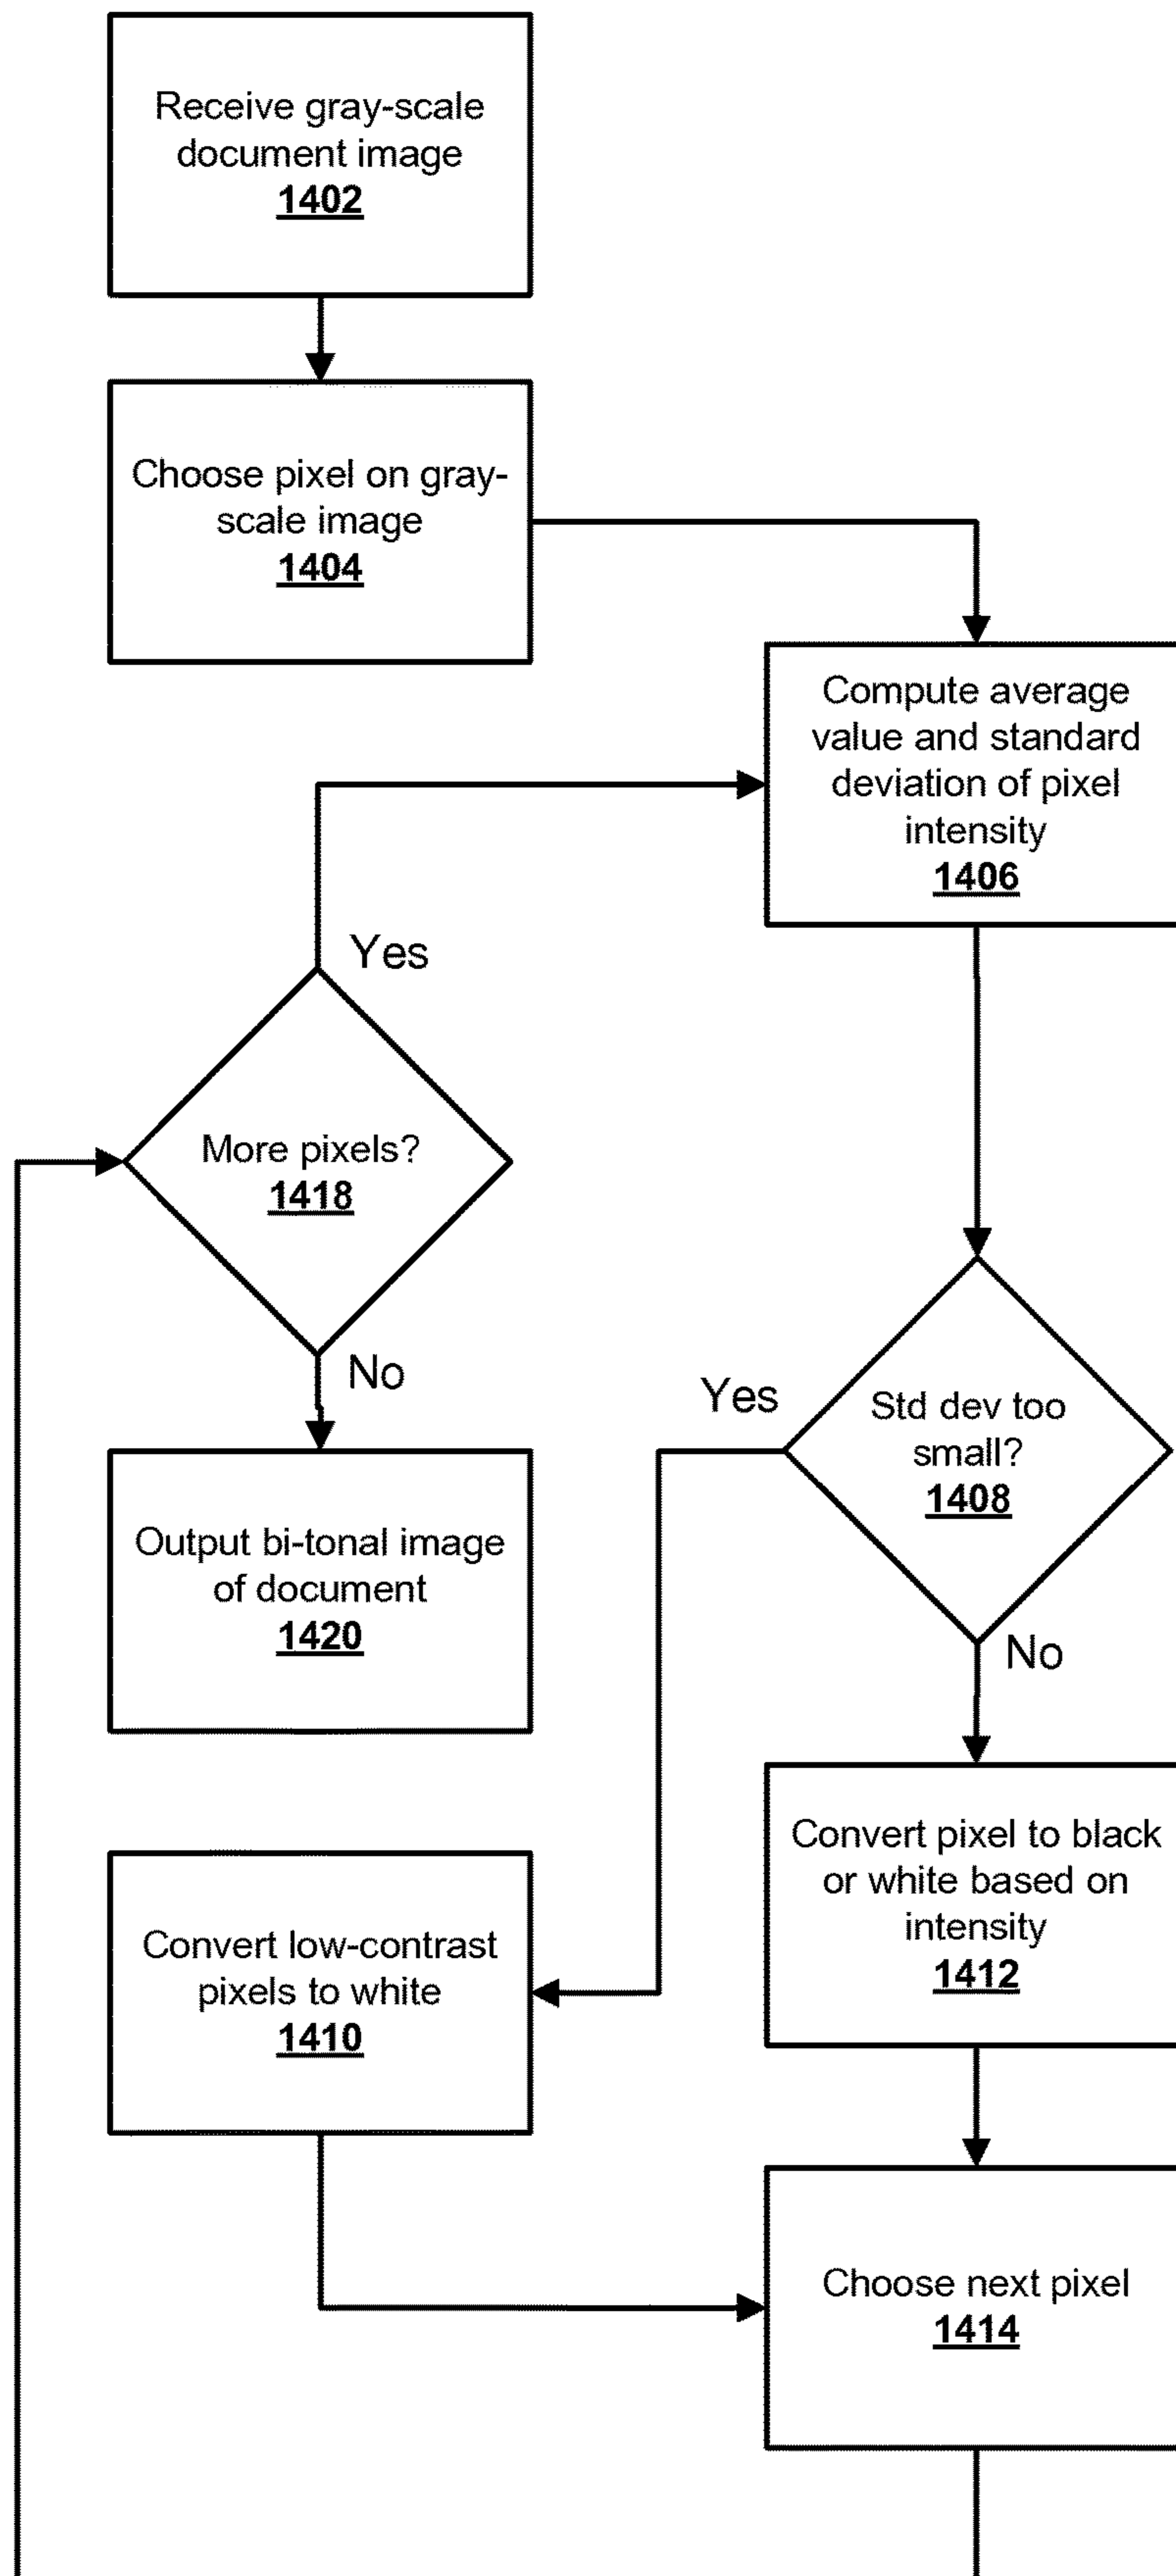 Receive gray-scale
document image
1402
Choose pixel on gray-
scale image
1404
Compute average
value and standard
deviation of pixel
intensity
1406
Yes
More pixels?
1418
No
Yes
Std dev too
small?
1408
No
Output bi-tonal image
of document
1420
Convert pixel to black
or white based on
intensity
1412
Convert low-contrast
pixels to white
1410
Choose next pixel
1414